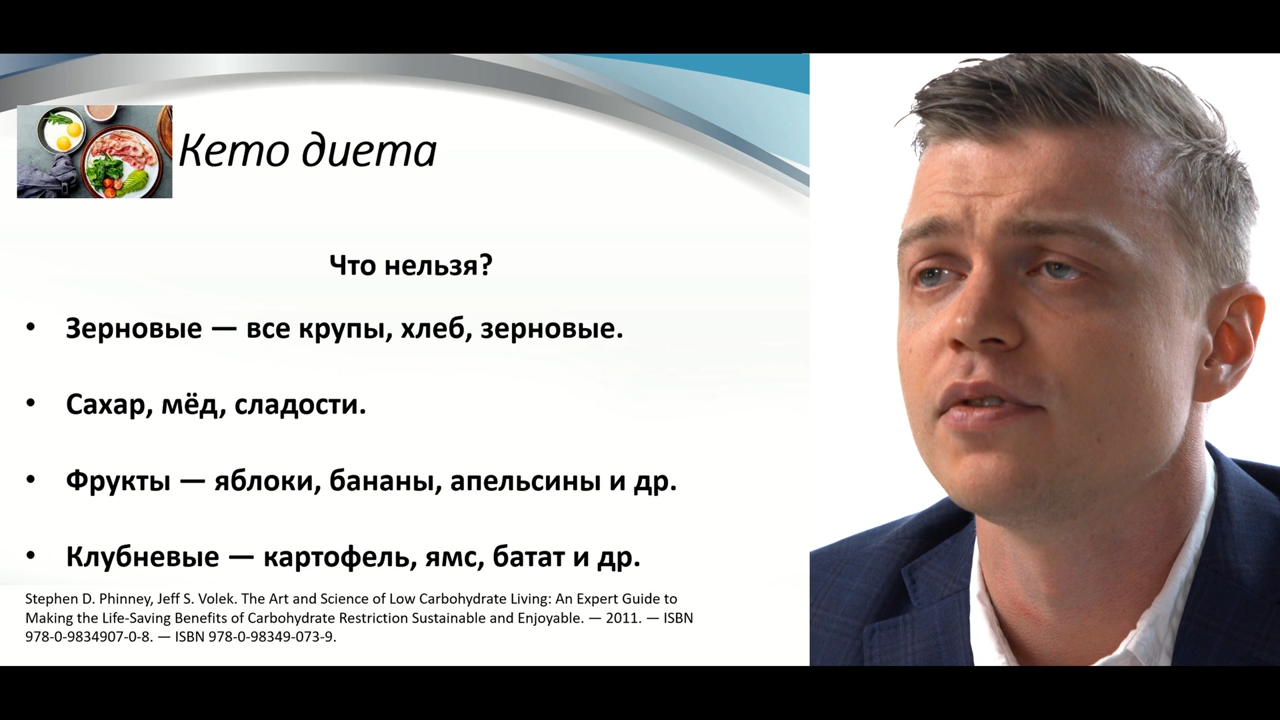 Кето диета
Что нельзя?
• Зерновые — все крупы, хлеб, зерновые.
• Сахар, мёд, сладости.
• Фрукты — яблоки, бананы, апельсины и др.
• Клубневые — картофель, ямс, батат и др.
Stephen D. Phinney, Jeff S. Volek. The Art and Science of Low Carbohydrate Living: An Expert Guide to
Making the Life-Saving Benefits of Carbohydrate Restriction Sustainable and Enjoyable. — 2011. — ISBN
978-0-9834907-0-8. — ISBN 978-0-98349-073-9.